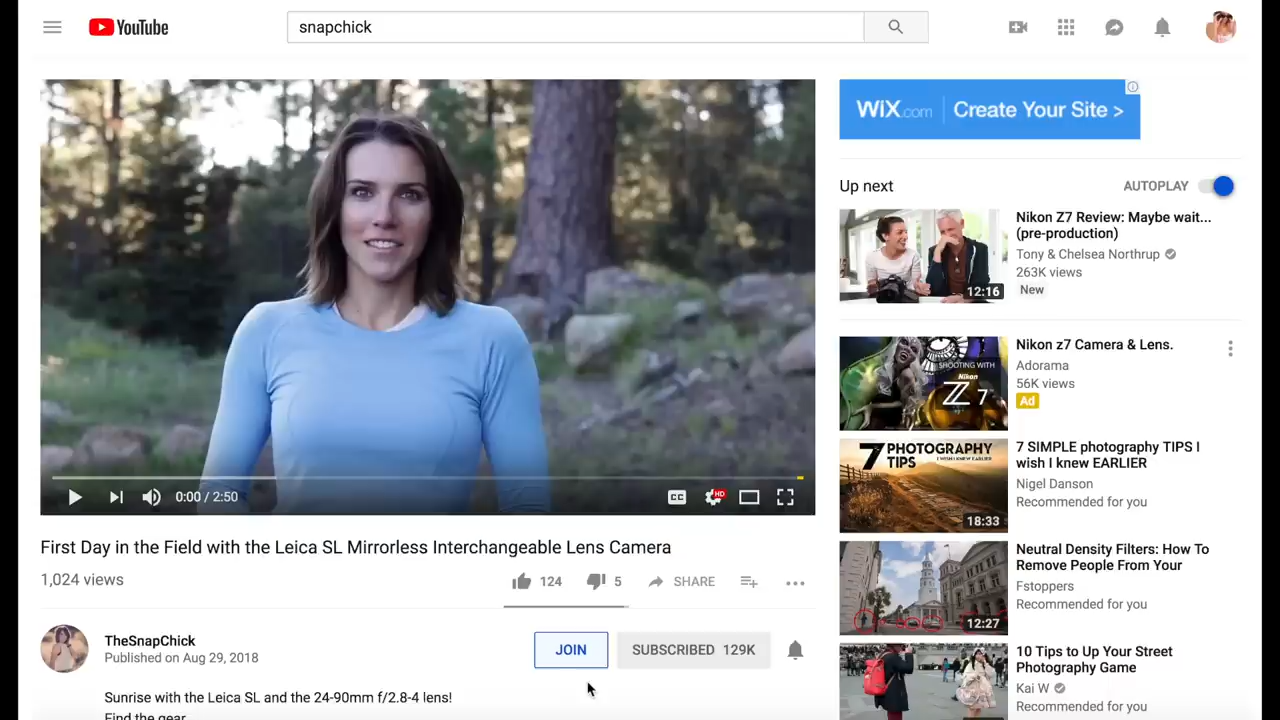 YouTube
snapchick
WiX.com | Create Your Site >
Up next
AUTOPLAY
Nikon Z7 Review: Maybe wait...
(pre-production)
Tony & Chelsea Northrup
263K views
New
12:16
Nikon z7 Camera & Lens.
Adorama
56K views
Ad
SHOOTING WITH
Nikon
Z 7
7 SIMPLE photography TIPS I
wish I knew EARLIER
Nigel Danson
Recommended for you
7 PHOTOGRAPHY
TIPS I WISH I KNEW EARLIER
18:33
Neutral Density Filters: How To
Remove People From Your
Fstoppers
Recommended for you
12:27
10 Tips to Up Your Street
Photography Game
Kai W
Recommended for you
0:00 / 2:50
CC
HD
First Day in the Field with the Leica SL Mirrorless Interchangeable Lens Camera
1,024 views
124
5
SHARE
TheSnapChick
Published on Aug 29, 2018
JOIN
SUBSCRIBED 129K
Sunrise with the Leica SL and the 24-90mm f/2.8-4 lens!
Find the gear